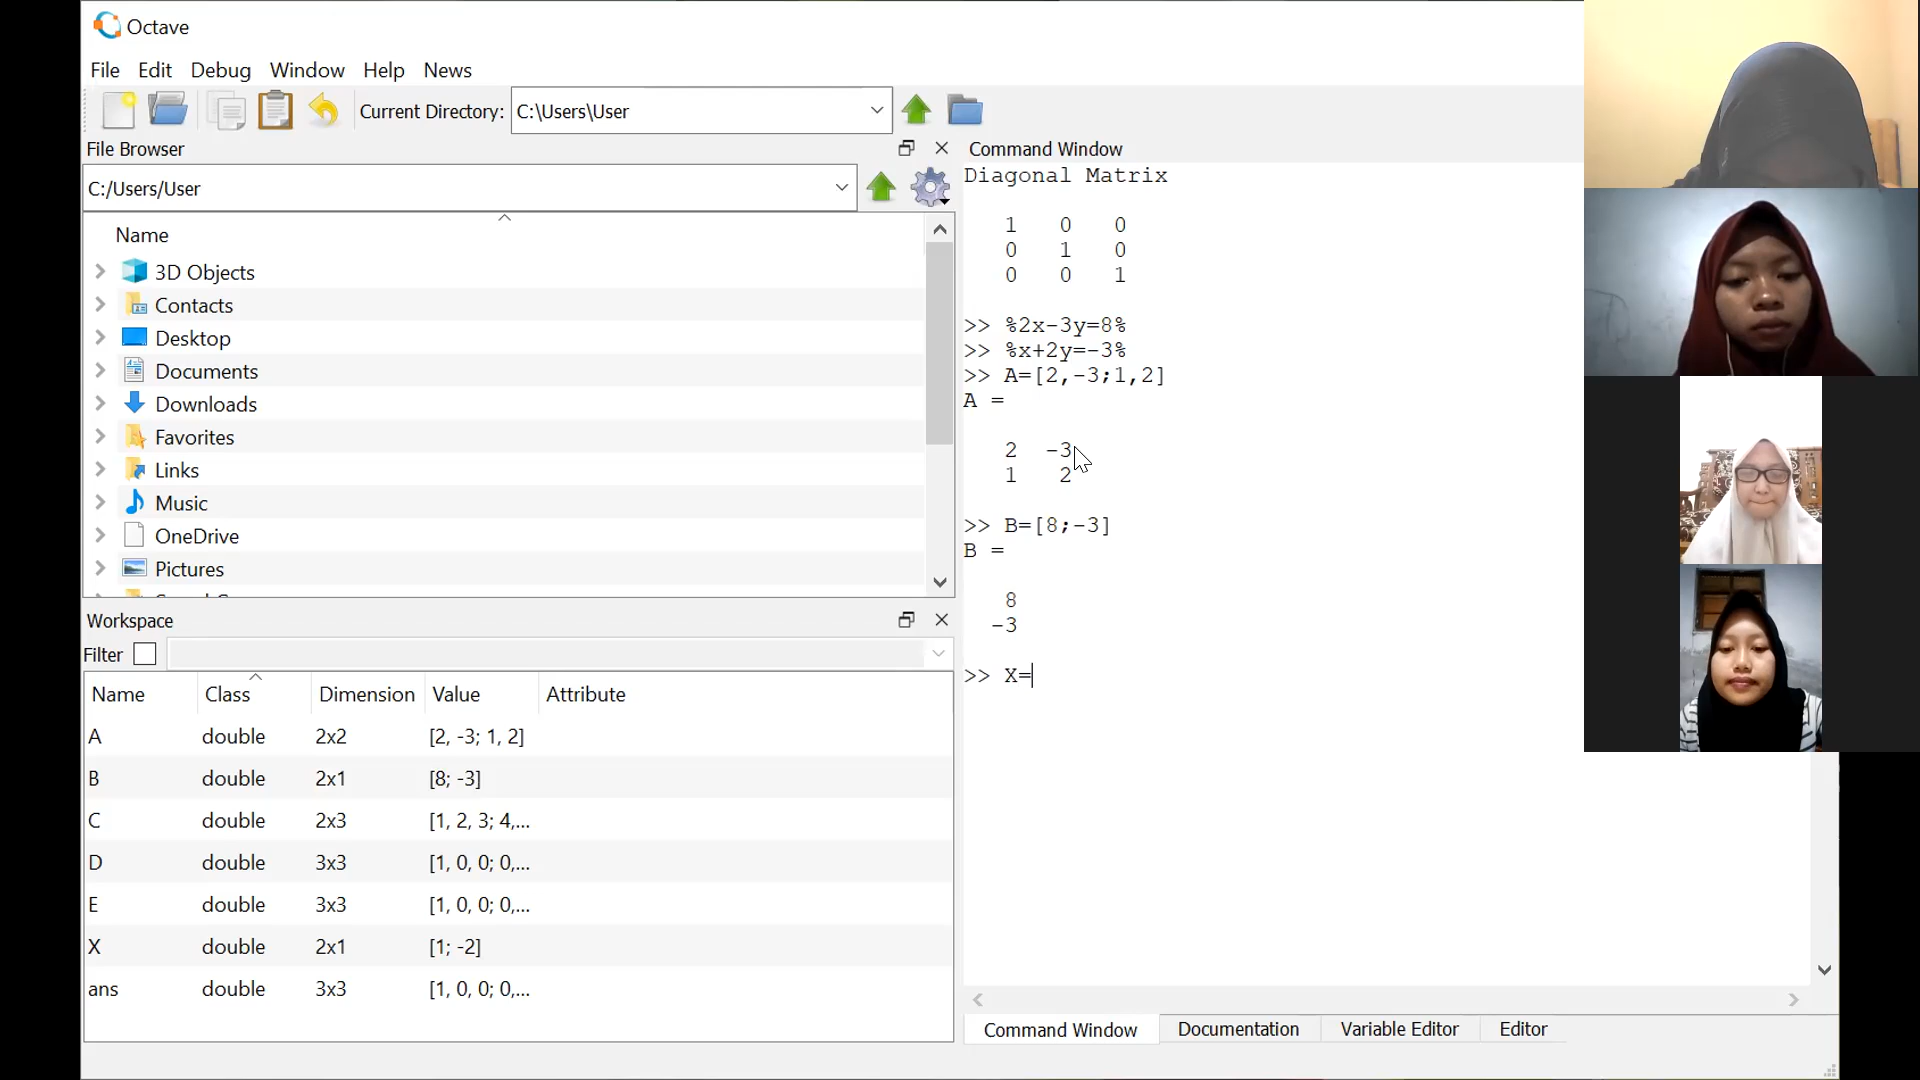 Octave
File Edit Debug Window Help News
Current Directory: C:\Users\User
File Browser
C:/Users/User
Name
3D Objects
Contacts
Desktop
Documents
Downloads
Favorites
Links
Music
OneDrive
Pictures
Workspace
Filter
Name Class Dimension Value Attribute
A double 2x2 [2, -3; 1, 2]
B double 2x1 [8; -3]
C double 2x3 [1, 2, 3; 4,...
D double 3x3 [1, 0, 0; 0,...
E double 3x3 [1, 0, 0; 0,...
X double 2x1 [1; -2]
ans double 3x3 [1, 0, 0; 0,...
Command Window
Diagonal Matrix
1 0 0
0 1 0
0 0 1
>> %2x-3y=8%
>> %x+2y=-3%
>> A=[2,-3;1,2]
A =
2 -3
1 2
>> B=[8;-3]
B =
8
-3
>> X=
Command Window Documentation Variable Editor Editor